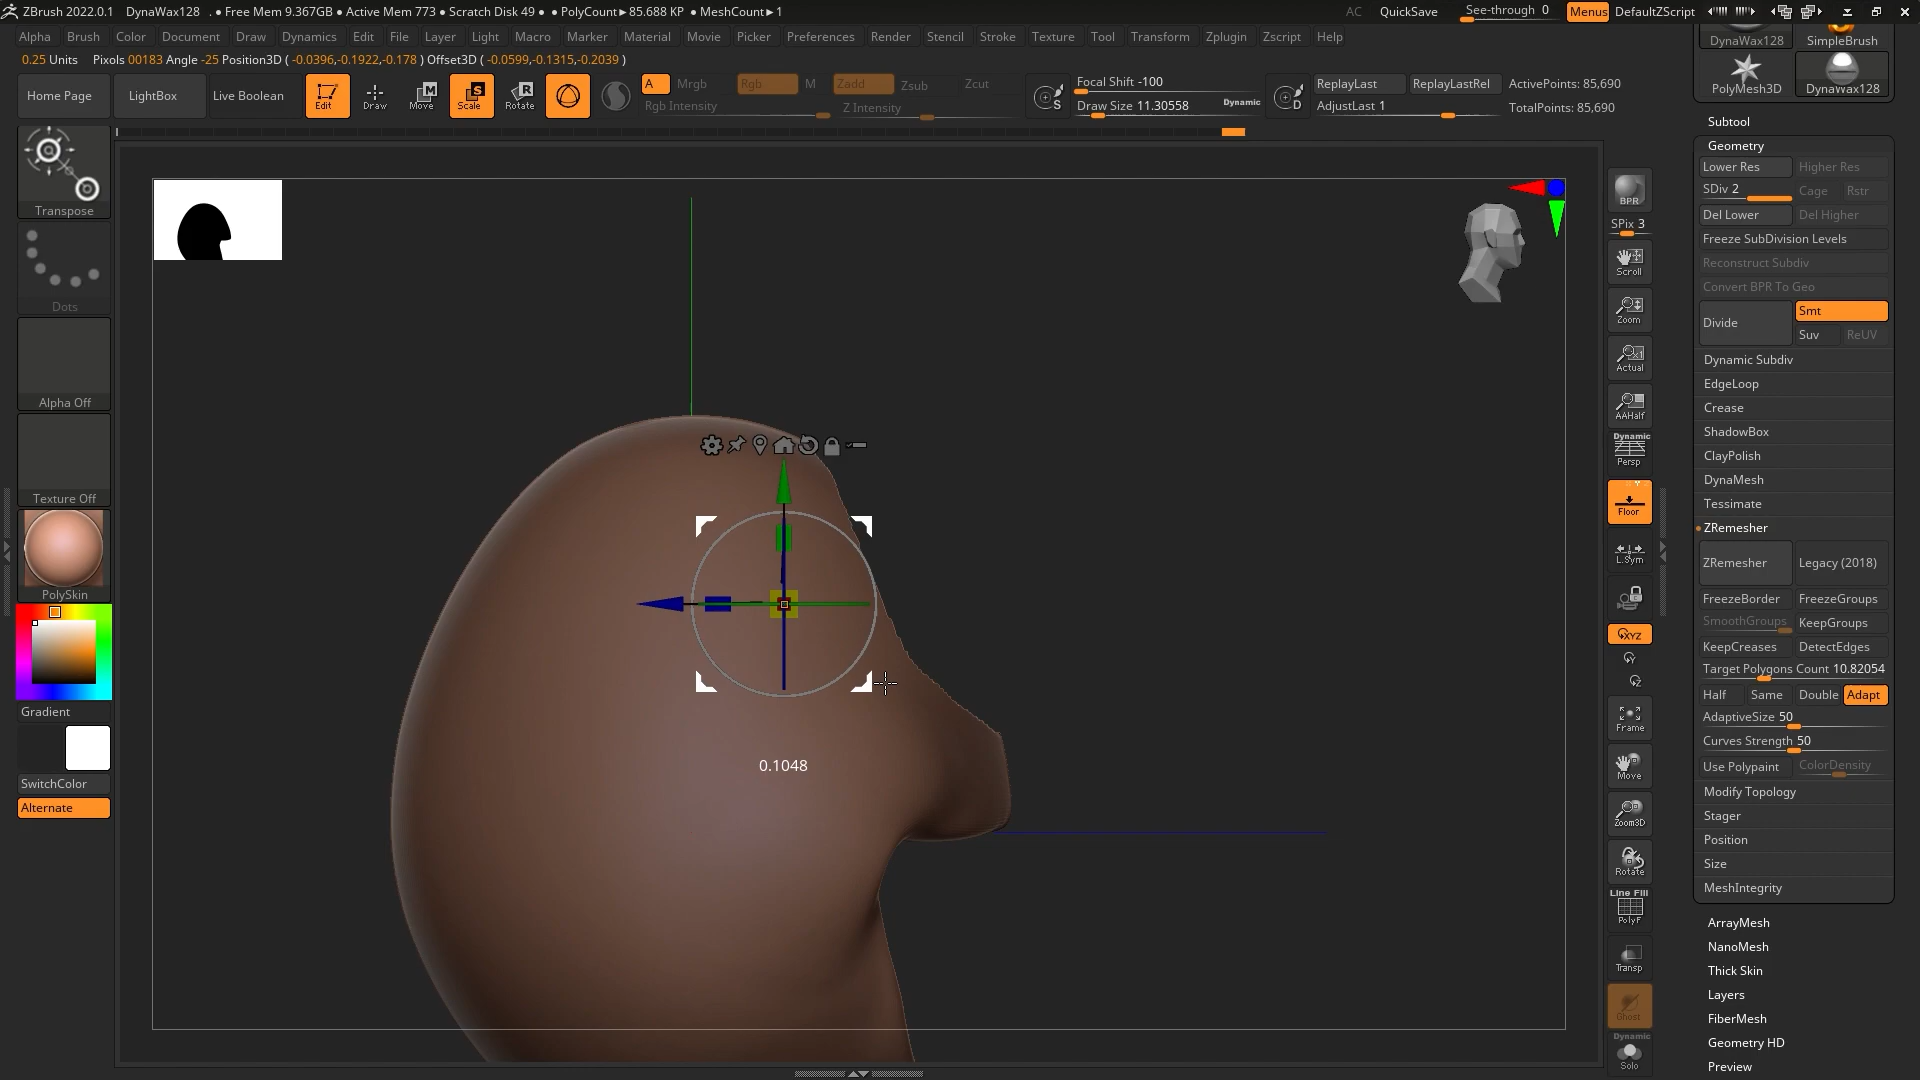 ZBrush 2022.0.1 DynaWax128 . ● Free Mem 9.367GB ● Active Mem 773 ● Scratch Disk 49 ● ● PolyCount► 85.688 KP ● MeshCount► 1 AC QuickSave See-through 0 Menus DefaultZScript
Alpha Brush Color Document Draw Dynamics Edit File Layer Light Macro Marker Material Movie Picker Preferences Render Stencil Stroke Texture Tool Transform Zplugin Zscript Help
0.25 Units Pixols 00183 Angle -25 Position3D ( -0.0396,-0.1922,-0.178 ) Offset3D ( -0.0599,-0.1315,-0.2039 )
Home Page LightBox Live Boolean Edit Draw Move Scale Rotate
M S R
A Mrgb Rgb M Zadd Zsub Zcut
Rgb Intensity Z Intensity
S Focal Shift -100
Draw Size 11.30558 Dynamic
D ReplayLast ReplayLastRel ActivePoints: 85,690
AdjustLast 1 TotalPoints: 85,690
DynaWax128 SimpleBrush
PolyMesh3D DynaWax128
Transpose
Dots
Alpha Off
Texture Off
PolySkin
Gradient
SwitchColor
Alternate
0.1048
BPR
SPix 3
Scroll
Zoom
Actual
AAHalf
Dynamic
Persp
Floor
L.Sym
XYZ
Y
Z
Frame
Move
Zoom3D
Rotate
Line Fill
PolyF
Transp
Ghost
Dynamic
Solo
Subtool
Geometry
Lower Res Higher Res
SDiv 2 Cage Rstr
Del Lower Del Higher
Freeze SubDivision Levels
Reconstruct Subdiv
Convert BPR To Geo
Divide Smt
Suv ReUV
Dynamic Subdiv
EdgeLoop
Crease
ShadowBox
ClayPolish
DynaMesh
Tessimate
ZRemesher
ZRemesher Legacy (2018)
FreezeBorder FreezeGroups
SmoothGroups KeepGroups
KeepCreases DetectEdges
Target Polygons Count 10.82054
Half Same Double Adapt
AdaptiveSize 50
Curves Strength 50
Use Polypaint ColorDensity
Modify Topology
Stager
Position
Size
MeshIntegrity
ArrayMesh
NanoMesh
Thick Skin
Layers
FiberMesh
Geometry HD
Preview